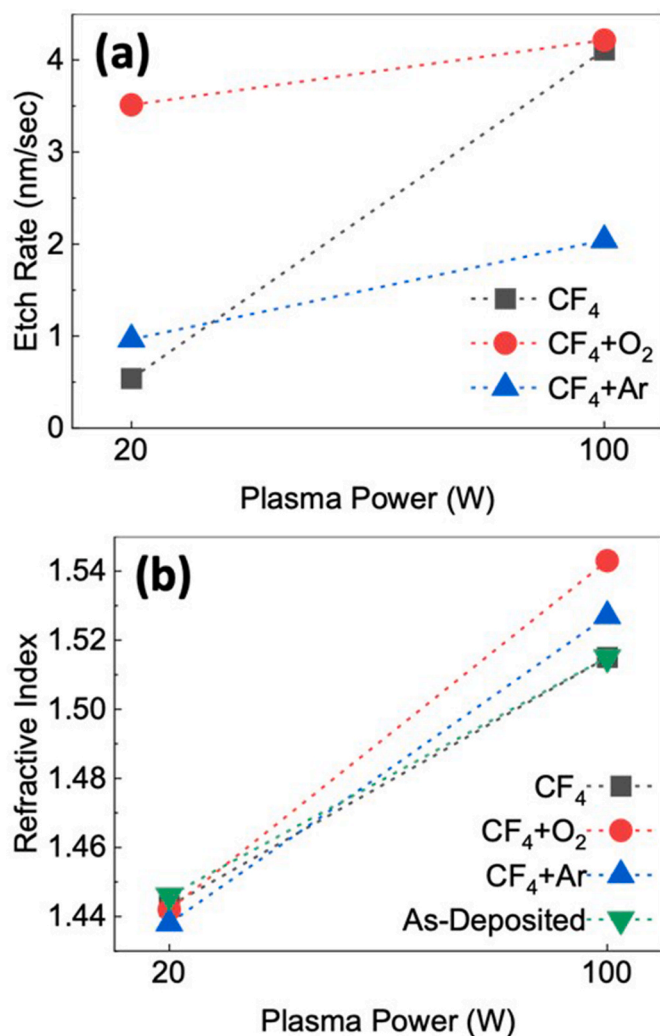 (a)
Etch Rate (nm/sec)
4
3
2
1
0
CF₄
CF₄+O₂
CF₄+Ar
20
100
Plasma Power (W)
(b)
Refractive Index
1.54
1.52
1.50
1.48
1.46
1.44
CF₄
CF₄+O₂
CF₄+Ar
As-Deposited
20
100
Plasma Power (W)